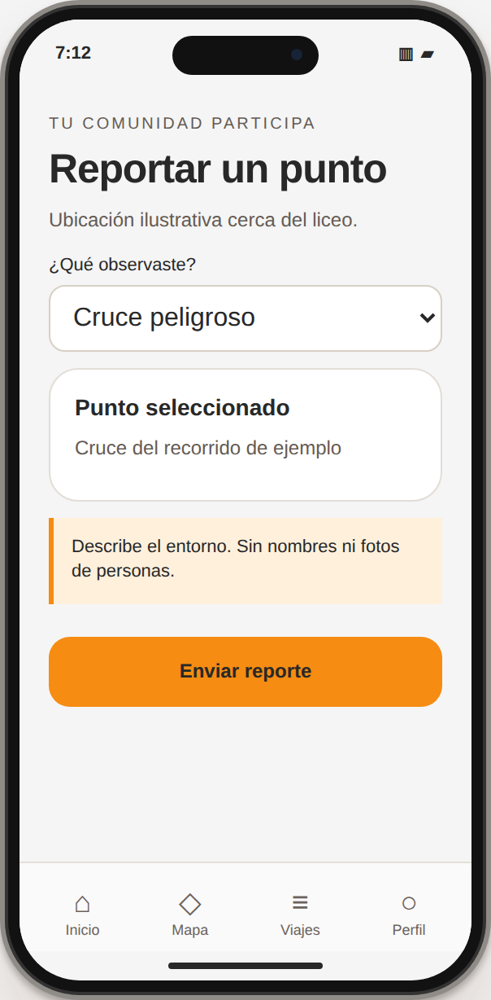 7:12
TU COMUNIDAD PARTICIPA
Reportar un punto
Ubicación ilustrativa cerca del liceo.
¿Qué observaste?
Cruce peligroso
Punto seleccionado
Cruce del recorrido de ejemplo
Describe el entorno. Sin nombres ni fotos
de personas.
Enviar reporte
Inicio Mapa Viajes Perfil